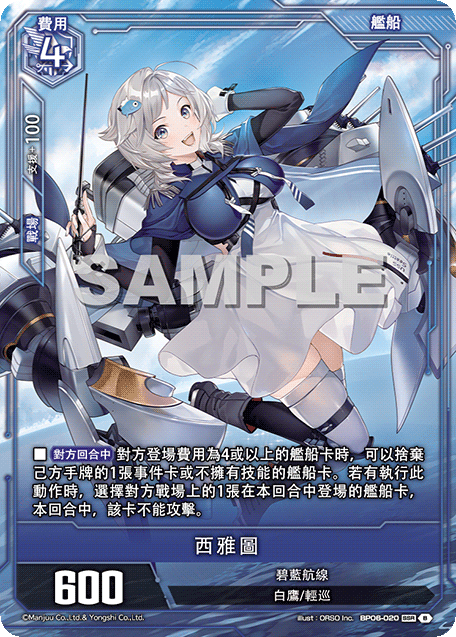 費用
4
艦船
支援+100
戰場
SAMPLE
■ 對方回合中 對方登場費用為4或以上的艦船卡時，可以捨棄
己方手牌的1張事件卡或不擁有技能的艦船卡。若有執行此
動作時，選擇對方戰場上的1張在本回合中登場的艦船卡，
本回合中，該卡不能攻擊。
西雅圖
600
碧藍航線
白鷹/輕巡
©Manjuu Co.,Ltd.& Yongshi Co.,Ltd.
illust : ORSO Inc. BP06-020 SSR